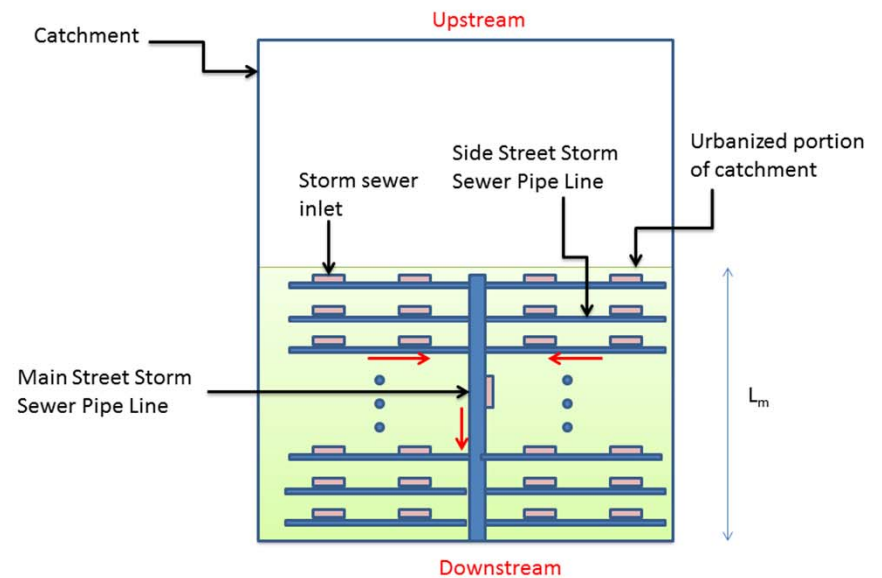 Upstream
Catchment
Urbanized portion
of catchment
Side Street Storm
Sewer Pipe Line
Storm sewer
inlet
Main Street Storm
Sewer Pipe Line
Lm
Downstream